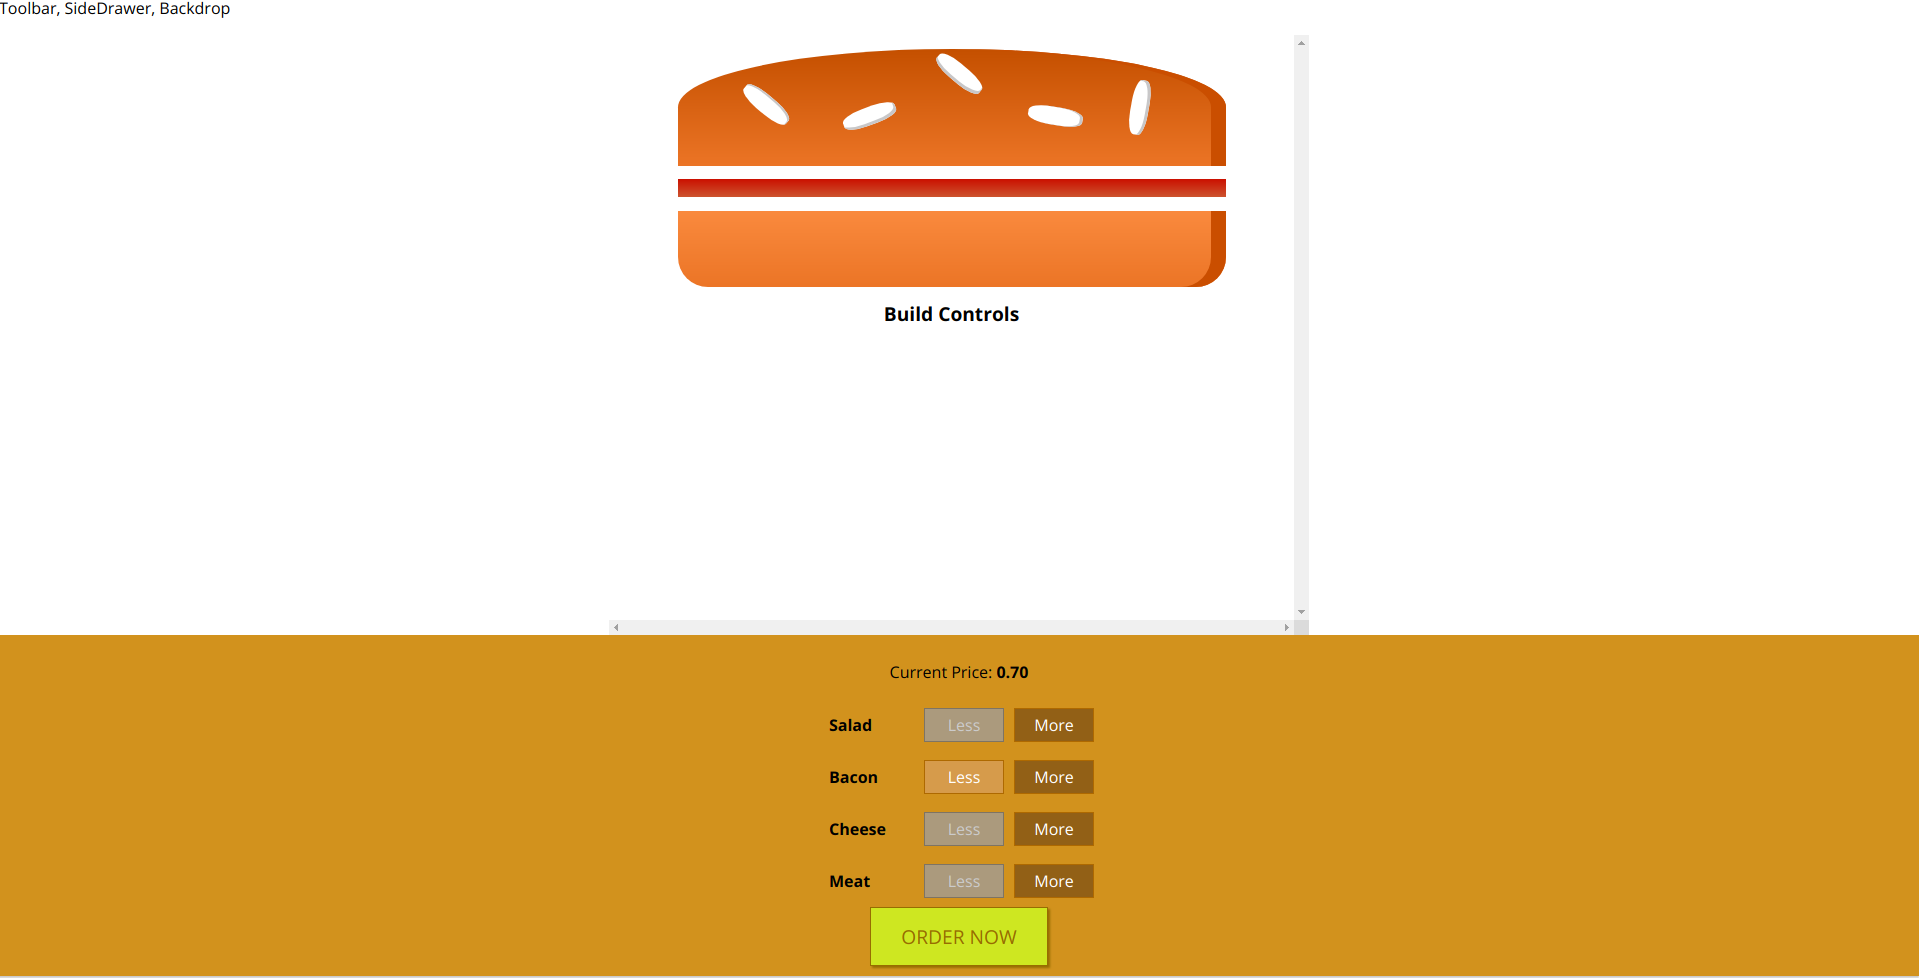 Toolbar, SideDrawer, Backdrop
Build Controls
Current Price: 0.70
Salad Less More
Bacon Less More
Cheese Less More
Meat Less More
ORDER NOW